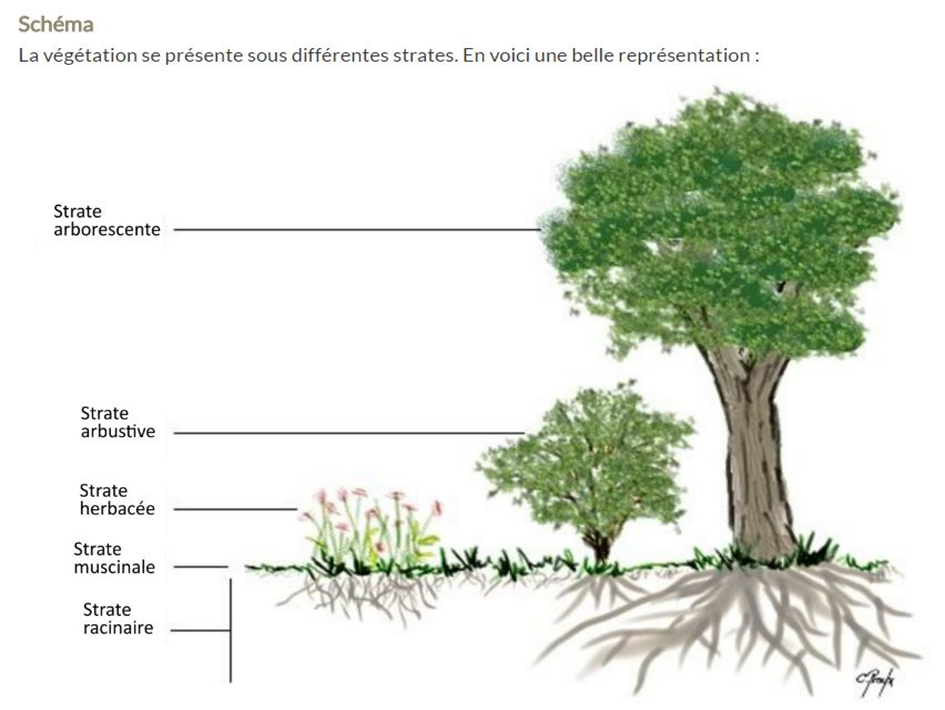 Schéma
La végétation se présente sous différentes strates. En voici une belle représentation :
Strate
arborescente
Strate
arbustive
Strate
herbacée
Strate
muscinale
Strate
racinaire